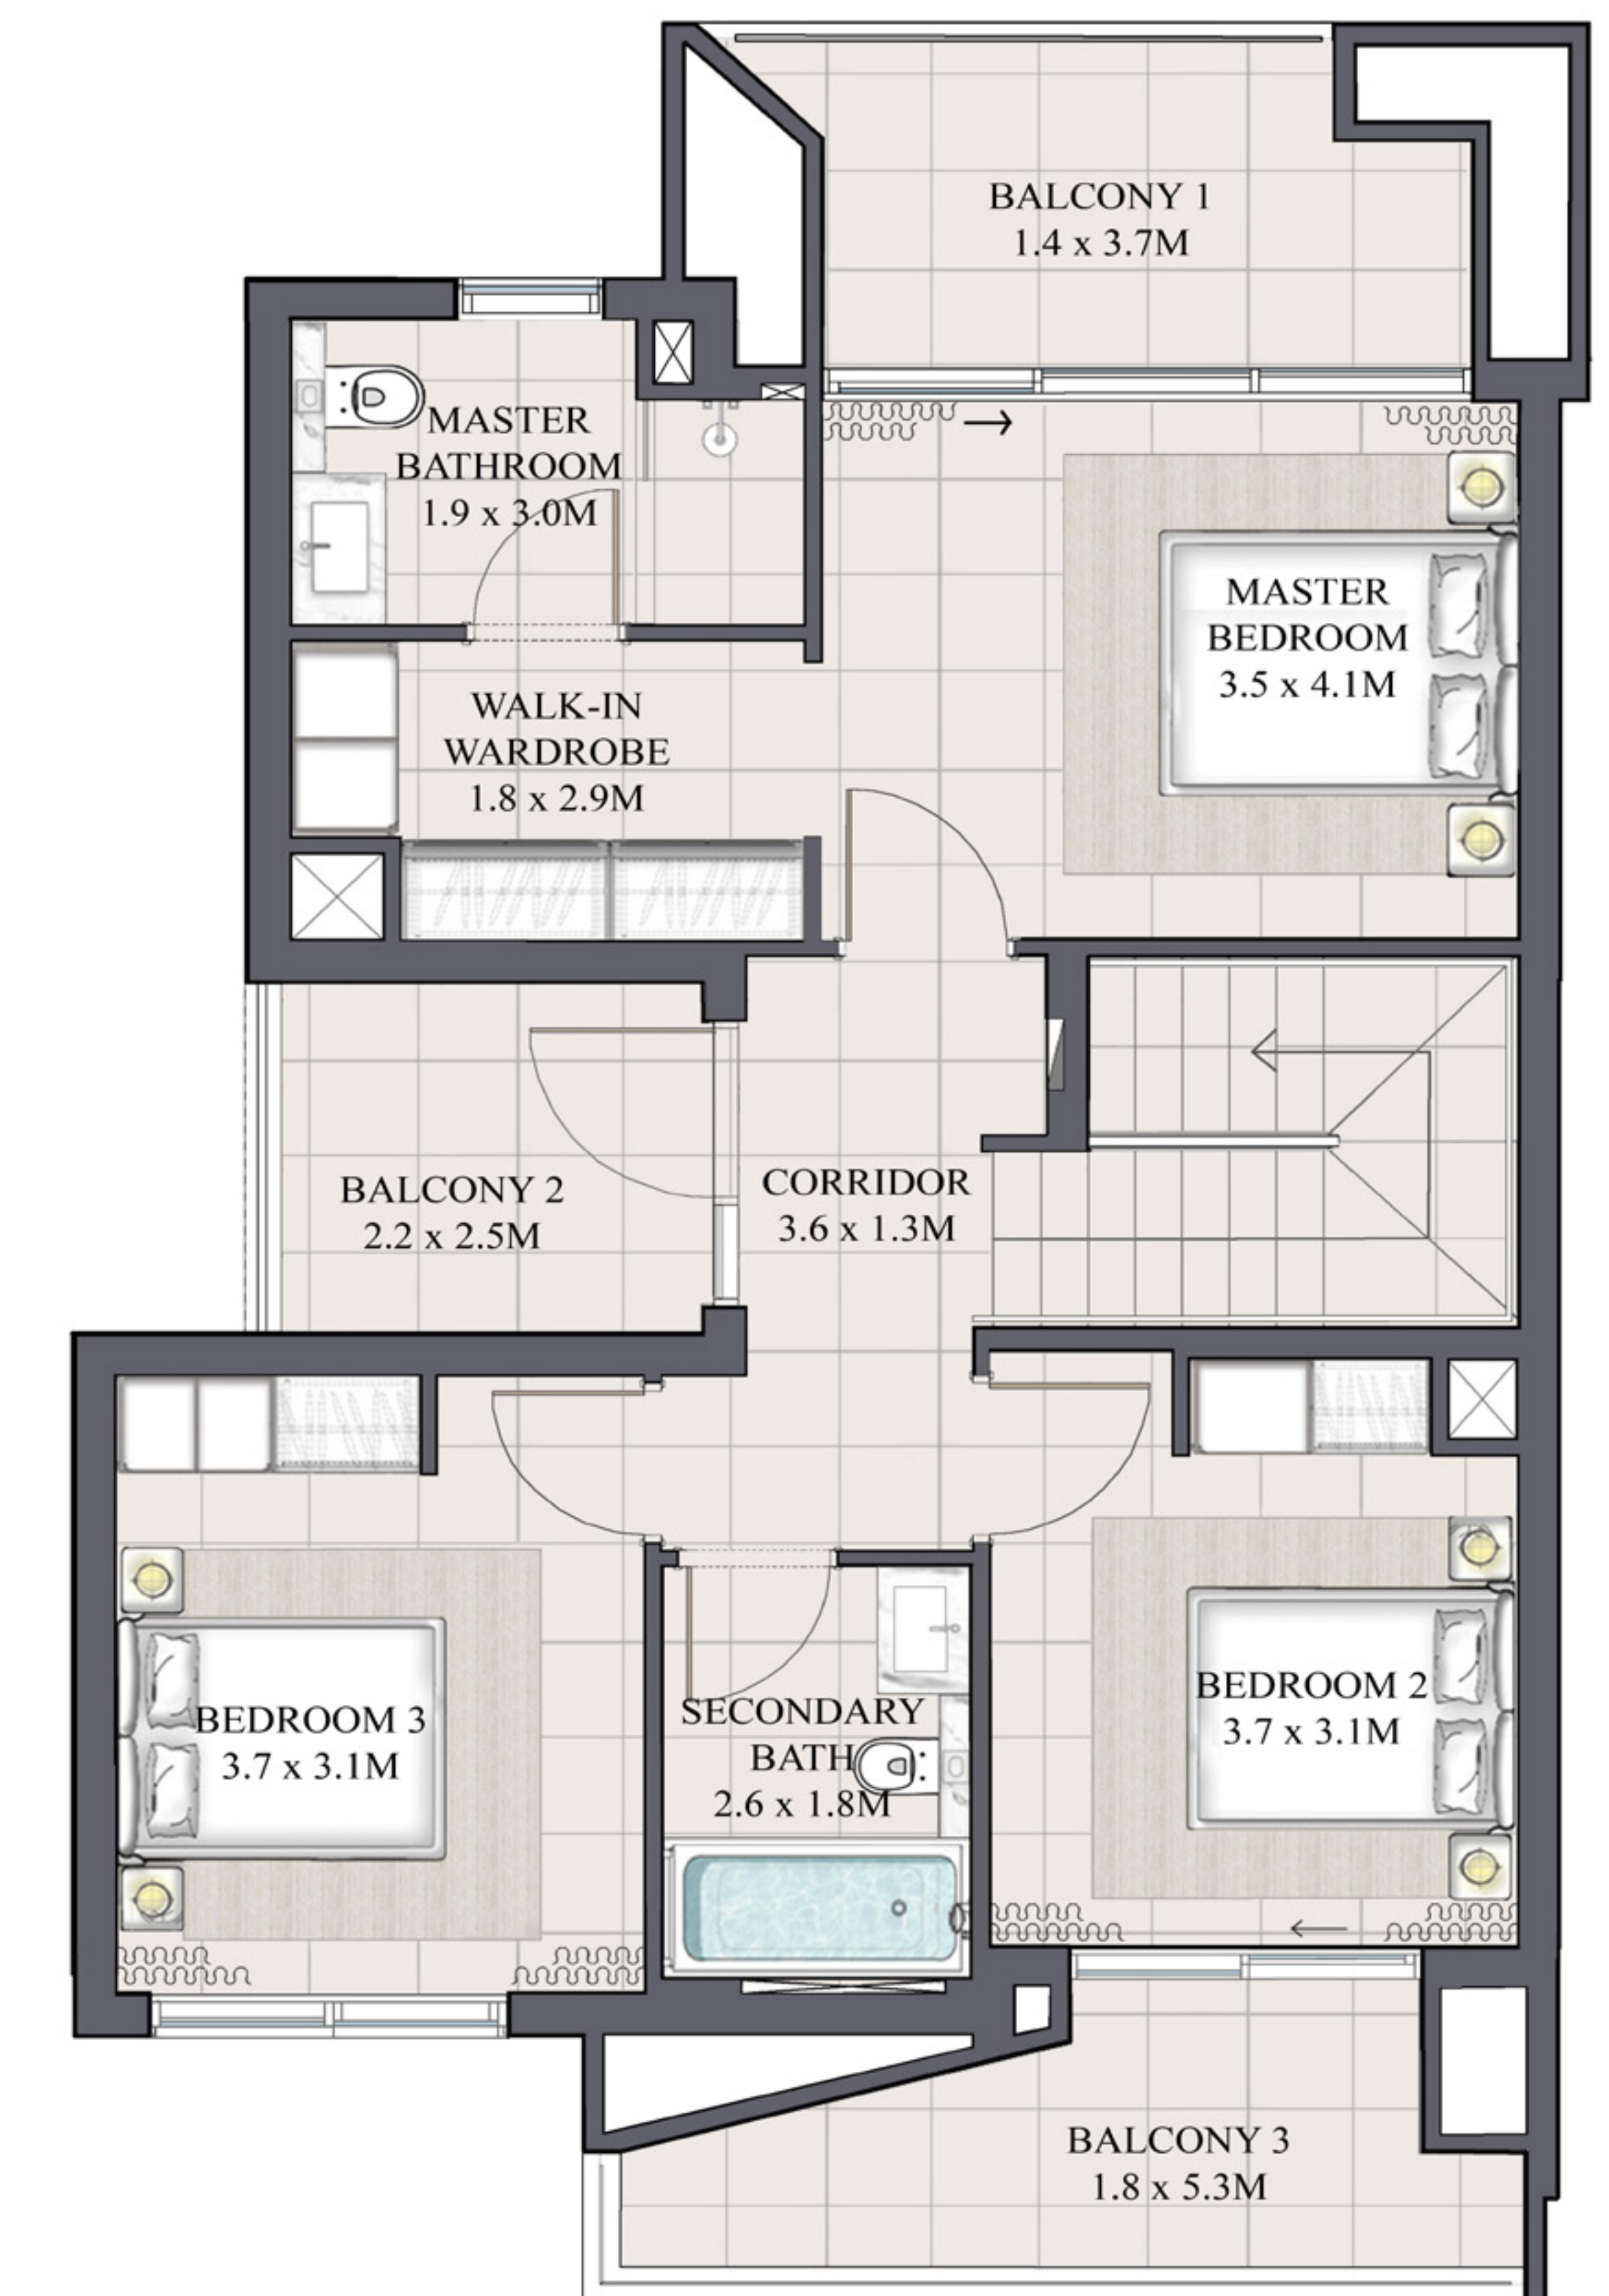 BALCONY 1
1.4 x 3.7M
MASTER
BATHROOM
1.9 x 3.0M
MASTER
BEDROOM
3.5 x 4.1M
WALK-IN
WARDROBE
1.8 x 2.9M
BALCONY 2
2.2 x 2.5M
CORRIDOR
3.6 x 1.3M
BEDROOM 3
3.7 x 3.1M
SECONDARY
BATH
2.6 x 1.8M
BEDROOM 2
3.7 x 3.1M
BALCONY 3
1.8 x 5.3M